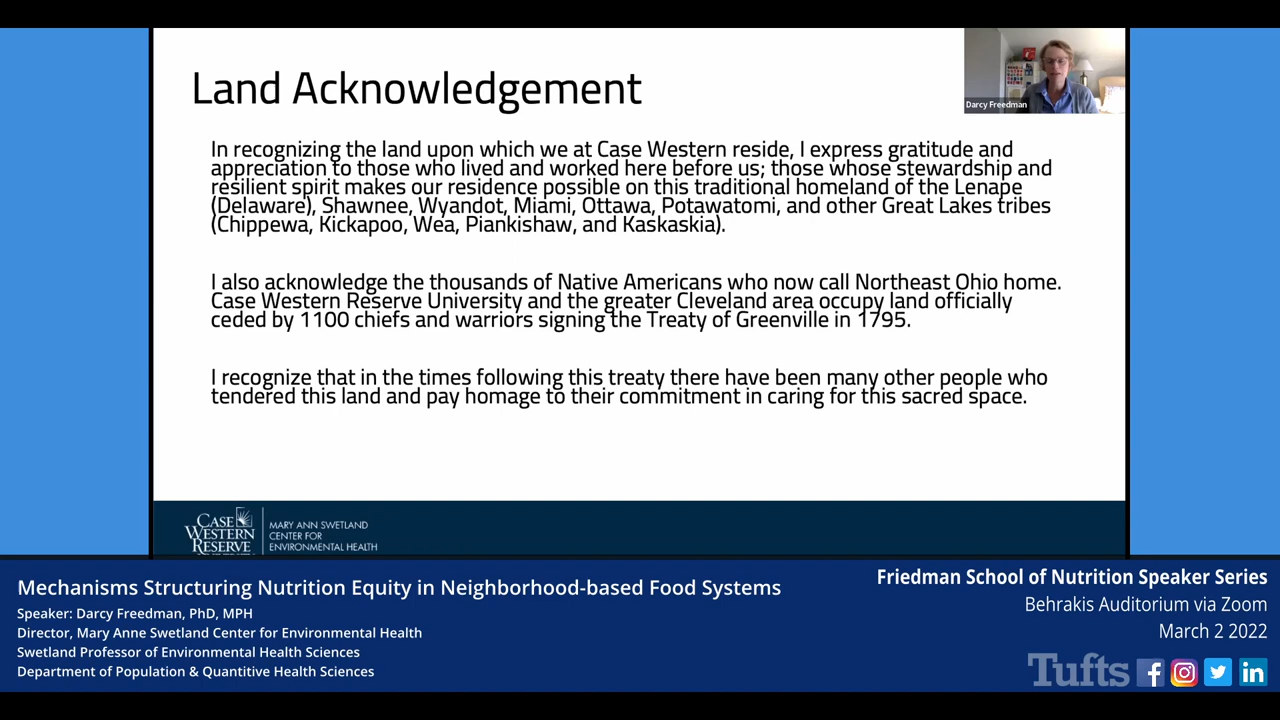 Land Acknowledgement
Darcy Freedman
In recognizing the land upon which we at Case Western reside, I express gratitude and
appreciation to those who lived and worked here before us; those whose stewardship and
resilient spirit makes our residence possible on this traditional homeland of the Lenape
(Delaware), Shawnee, Wyandot, Miami, Ottawa, Potawatomi, and other Great Lakes tribes
(Chippewa, Kickapoo, Wea, Piankishaw, and Kaskaskia).
I also acknowledge the thousands of Native Americans who now call Northeast Ohio home.
Case Western Reserve University and the greater Cleveland area occupy land officially
ceded by 1100 chiefs and warriors signing the Treaty of Greenville in 1795.
I recognize that in the times following this treaty there have been many other people who
tendered this land and pay homage to their commitment in caring for this sacred space.
CASE
WESTERN
RESERVE
MARY ANN SWETLAND
CENTER FOR
ENVIRONMENTAL HEALTH
Mechanisms Structuring Nutrition Equity in Neighborhood-based Food Systems
Speaker: Darcy Freedman, PhD, MPH
Director, Mary Anne Swetland Center for Environmental Health
Swetland Professor of Environmental Health Sciences
Department of Population & Quantitative Health Sciences
Friedman School of Nutrition Speaker Series
Behrakis Auditorium via Zoom
March 2 2022
Tufts